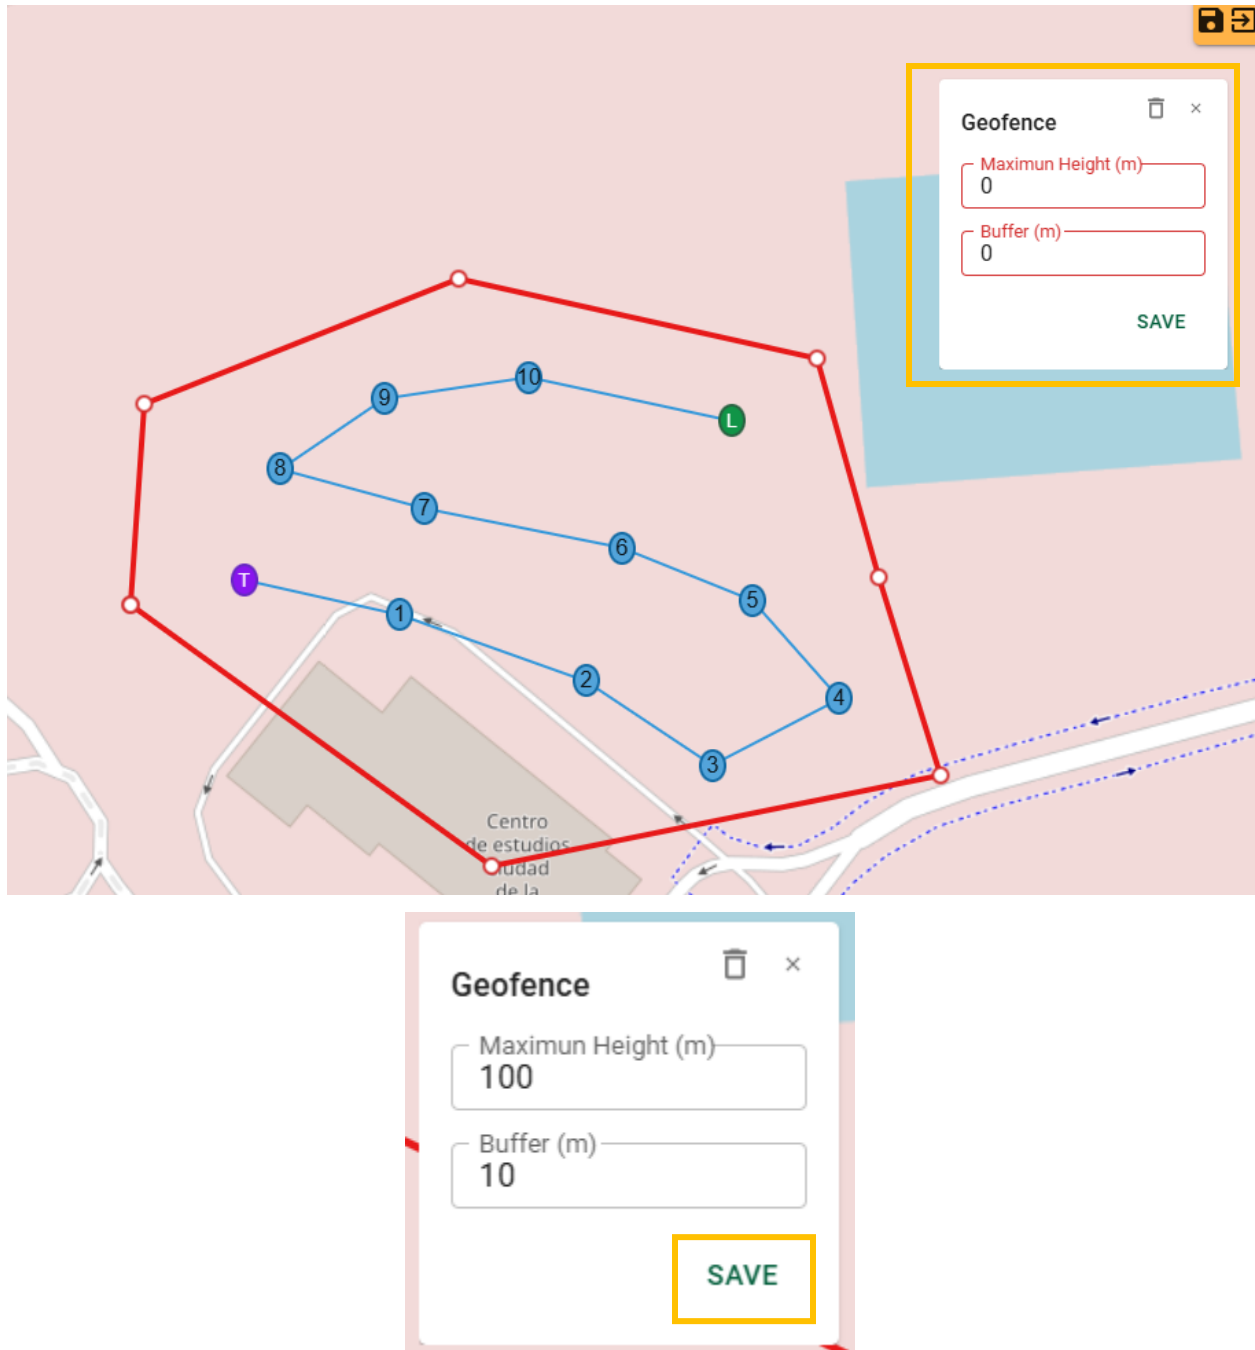 Geofence
Maximun Height (m)
0
Buffer (m)
0
SAVE
10
9
L
8
7
6
T
5
1
2
4
3
Centro
de estudios
iudad
de la
Geofence
Maximun Height (m)
100
Buffer (m)
10
SAVE